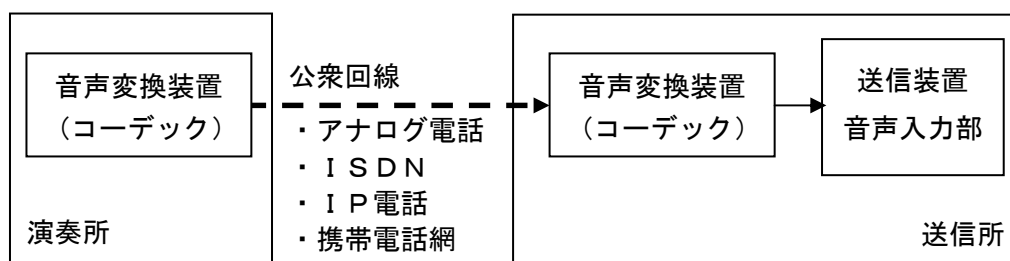 音声変換装置
（コーデック）
演奏所
公衆回線
・アナログ電話
・ＩＳＤＮ
・ＩＰ電話
・携帯電話網
音声変換装置
（コーデック）
送信装置
音声入力部
送信所